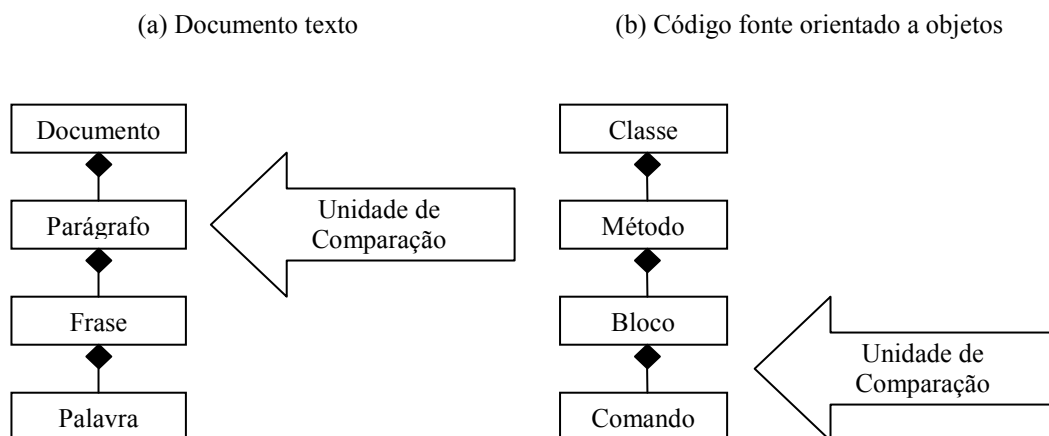 (a) Documento texto
(b) Código fonte orientado a objetos
Documento
Parágrafo
Frase
Palavra
Unidade de
Comparação
Classe
Método
Bloco
Comando
Unidade de
Comparação